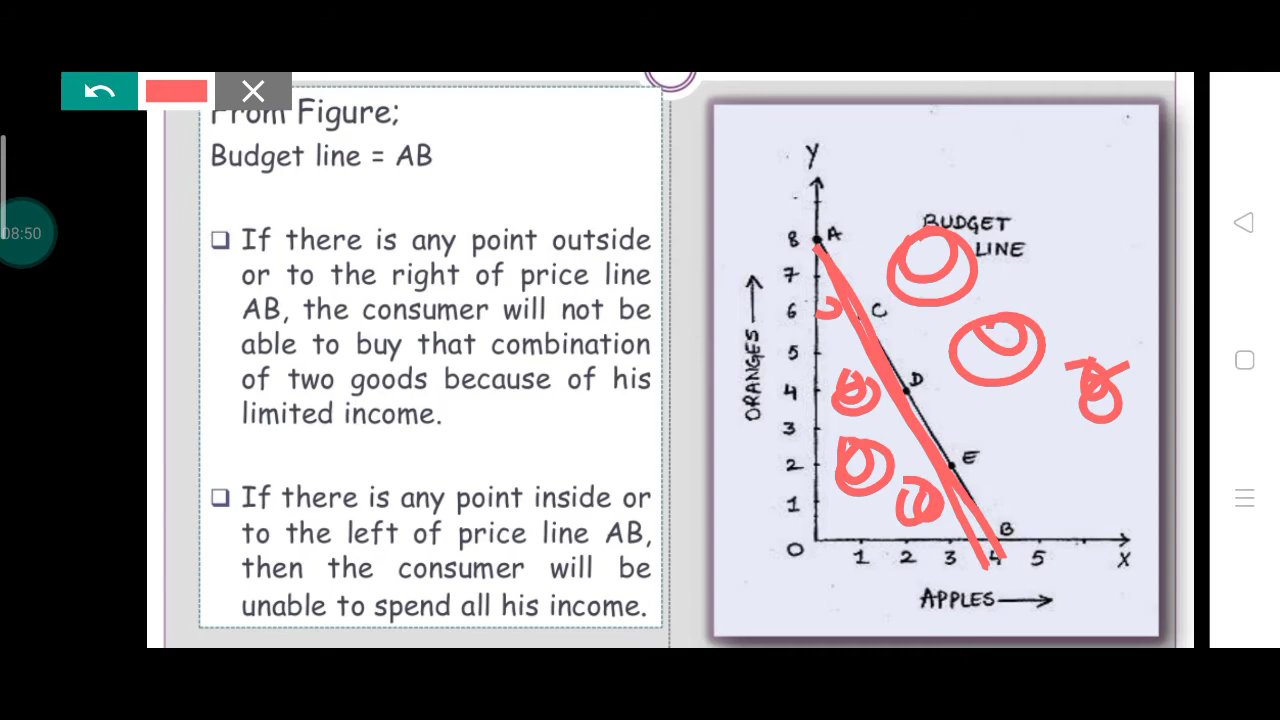 08:50
From Figure;
Budget line = AB
❑ If there is any point outside
or to the right of price line
AB, the consumer will not be
able to buy that combination
of two goods because of his
limited income.
❑ If there is any point inside or
to the left of price line AB,
then the consumer will be
unable to spend all his income.
Y
BUDGET
LINE
8 A
7
6 C
5
4 D
3
2 E
1
B
0 1 2 3 4 5 X
ORANGES
APPLES